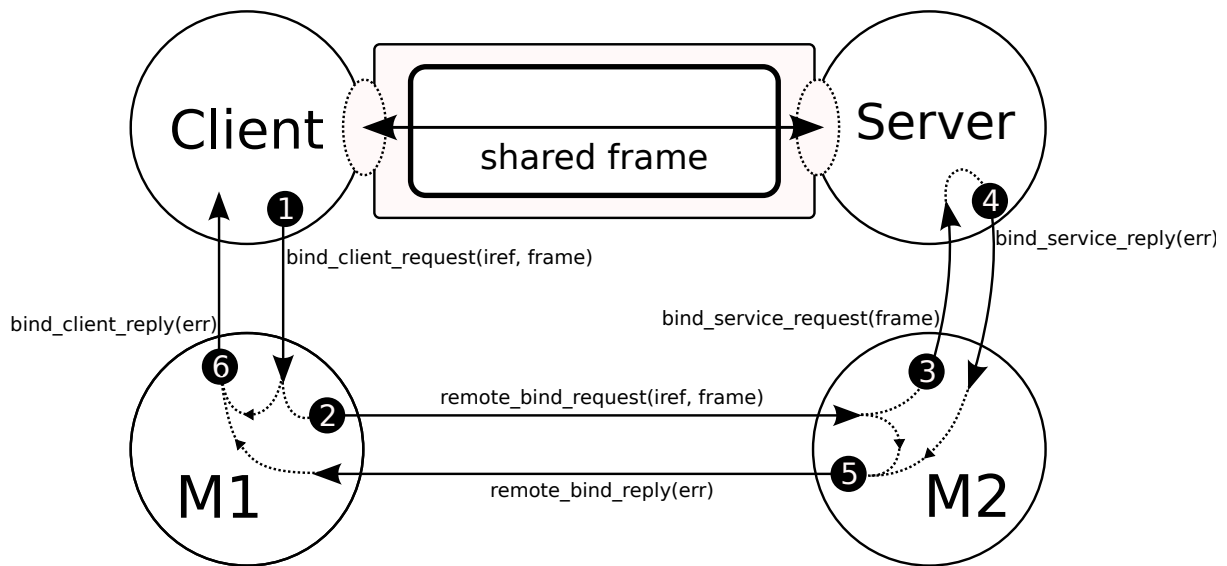 Client
Server
shared frame
1
4
bind_client_request(iref, frame)
bind_service_reply(err)
bind_client_reply(err)
bind_service_request(frame)
6
3
2
remote_bind_request(iref, frame)
5
remote_bind_reply(err)
M1
M2